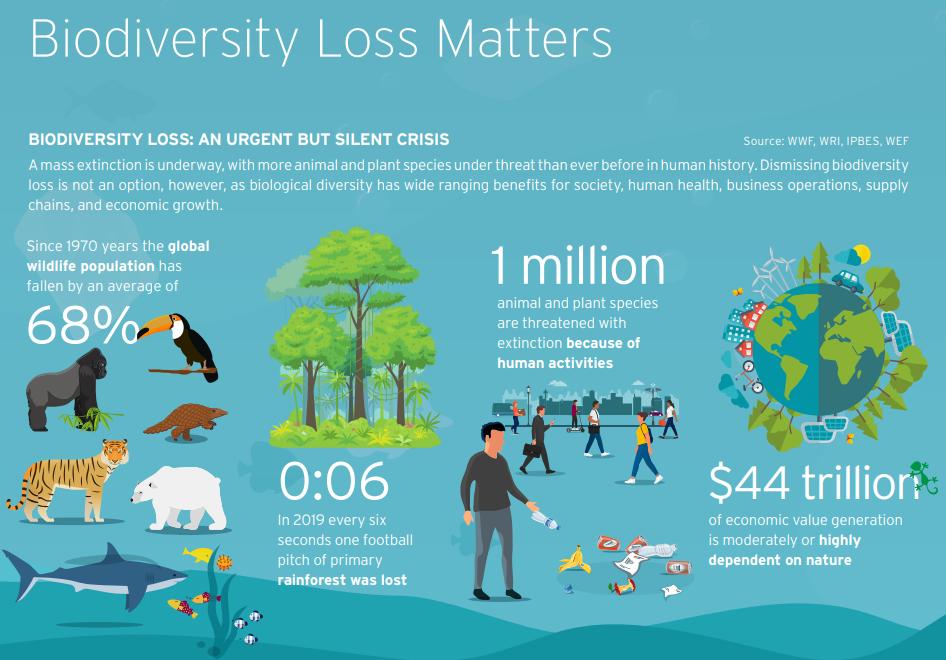 Biodiversity Loss Matters
BIODIVERSITY LOSS: AN URGENT BUT SILENT CRISIS
Source: WWF, WRI, IPBES, WEF
A mass extinction is underway, with more animal and plant species under threat than ever before in human history. Dismissing biodiversity
loss is not an option, however, as biological diversity has wide ranging benefits for society, human health, business operations, supply
chains, and economic growth.
Since 1970 years the global
wildlife population has
fallen by an average of
68%
0:06
In 2019 every six
seconds one football
pitch of primary
rainforest was lost
1 million
animal and plant species
are threatened with
extinction because of
human activities
$44 trillion
of economic value generation
is moderately or highly
dependent on nature